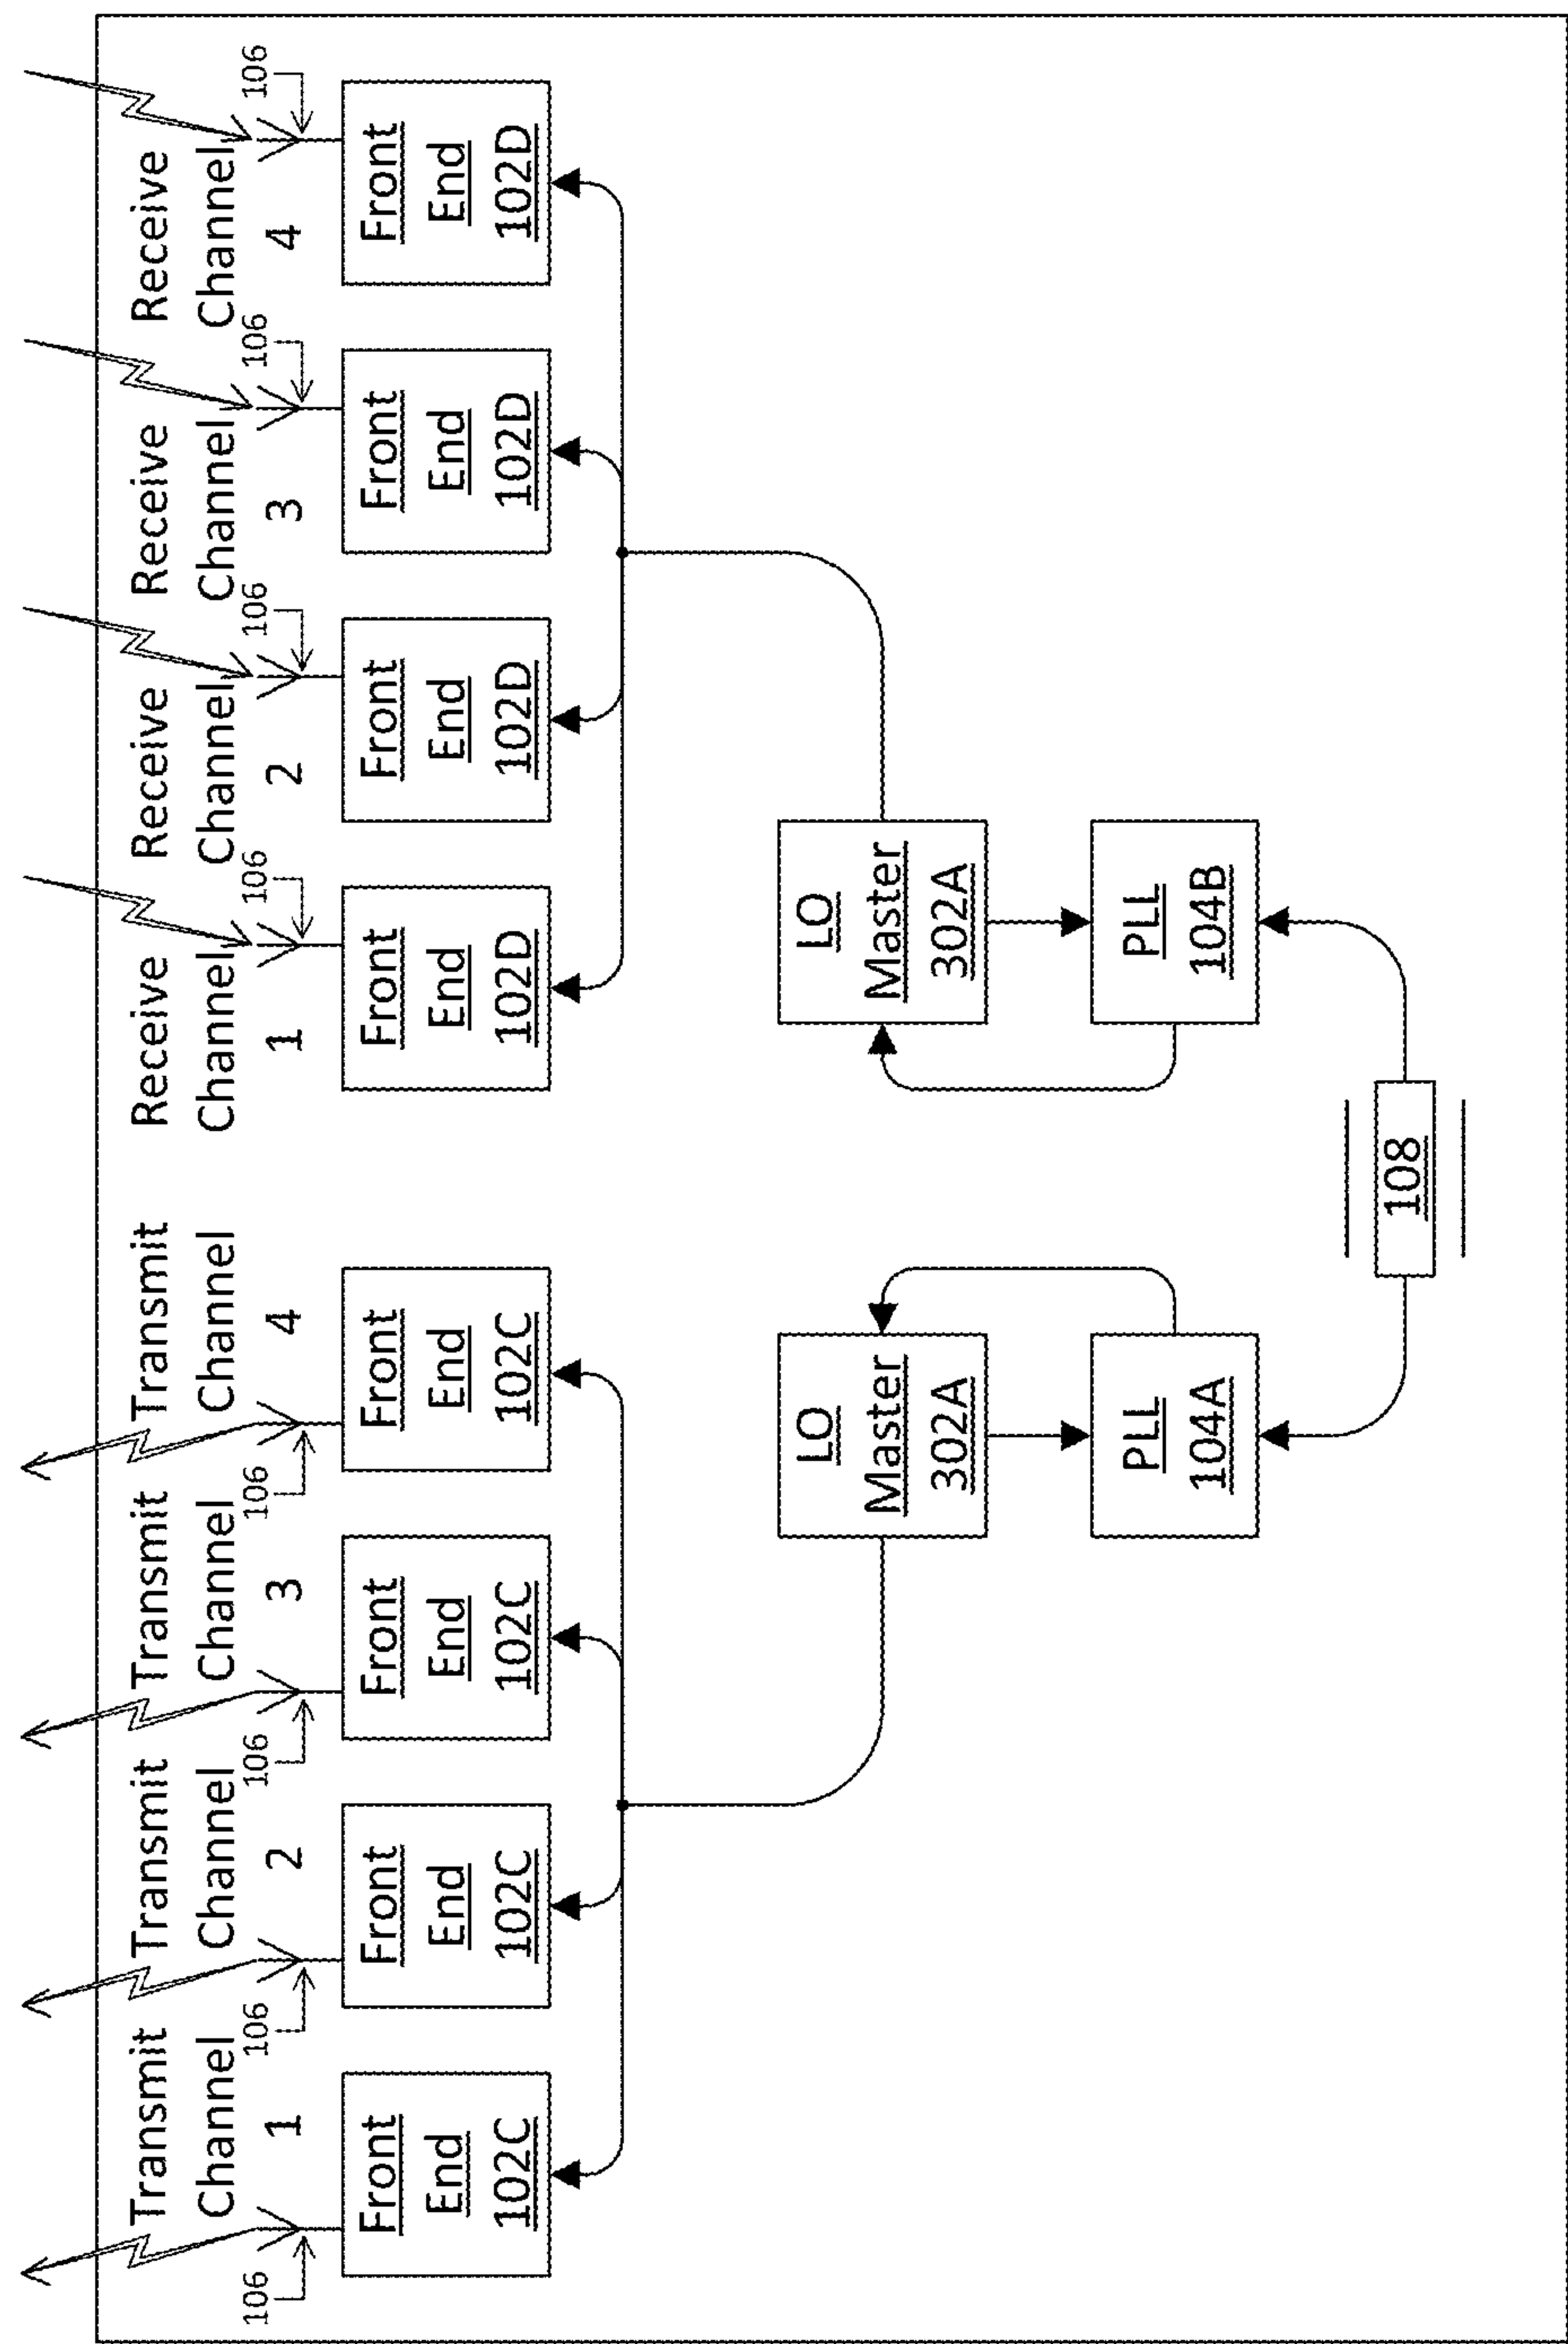 Transmit
Channel
1
Transmit
Channel
2
Transmit
Channel
3
Transmit
Channel
4
Receive
Channel
1
Receive
Channel
2
Receive
Channel
3
Receive
Channel
4
106
106
106
106
106
106
106
106
Front
End
102C
Front
End
102C
Front
End
102C
Front
End
102C
Front
End
102D
Front
End
102D
Front
End
102D
Front
End
102D
LO
Master
302A
LO
Master
302A
PLL
104A
PLL
104B
108